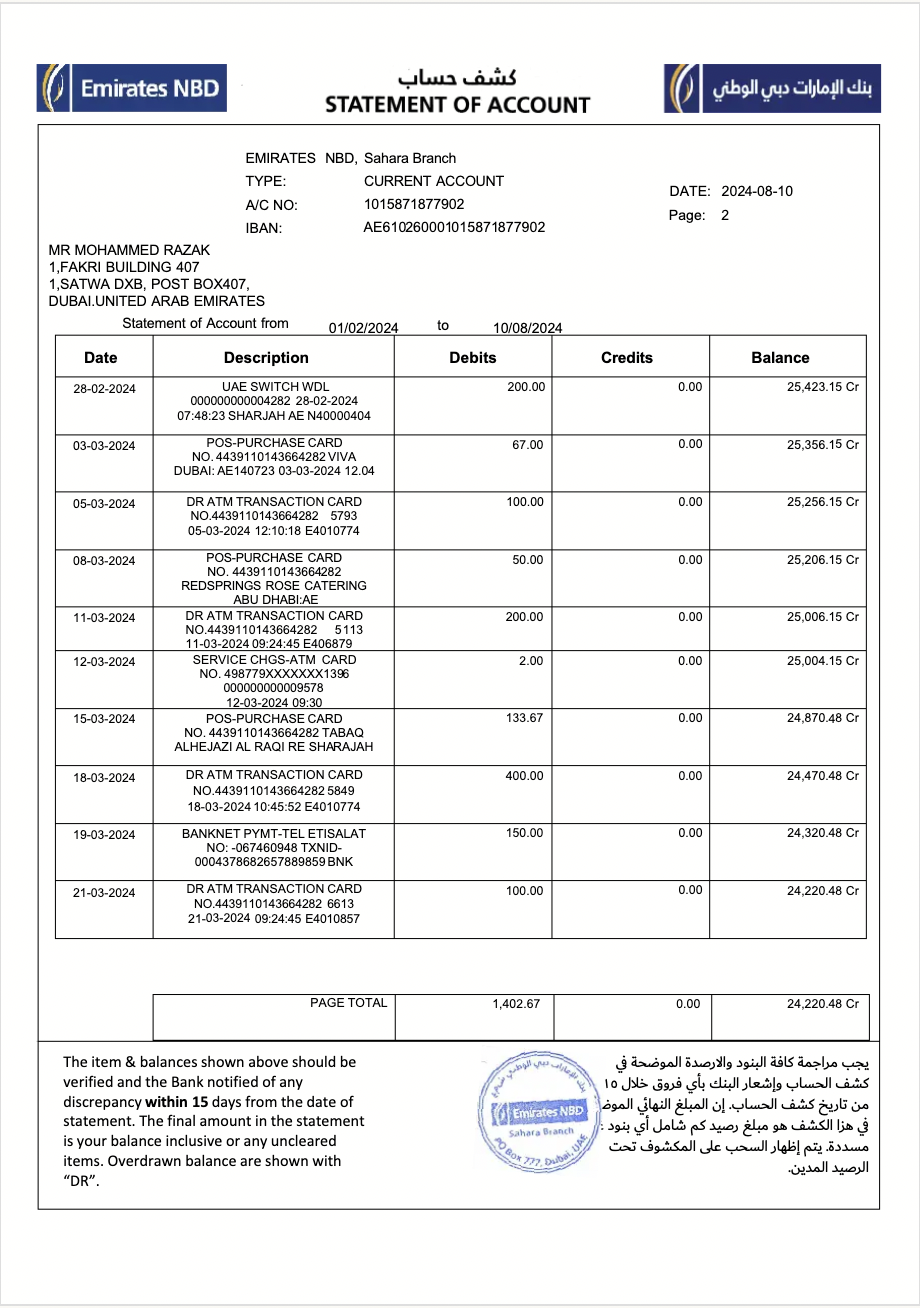 Emirates NBD
كشف حساب
STATEMENT OF ACCOUNT
بنك الإمارات دبي الوطني
EMIRATES NBD, Sahara Branch
TYPE: CURRENT ACCOUNT
A/C NO: 1015871877902
IBAN: AE610260001015871877902
DATE: 2024-08-10
Page: 2
MR MOHAMMED RAZAK
1,FAKRI BUILDING 407
1,SATWA DXB, POST BOX407,
DUBAI.UNITED ARAB EMIRATES
Statement of Account from 01/02/2024 to 10/08/2024
Date Description Debits Credits Balance
28-02-2024 UAE SWITCH WDL 200.00 0.00 25,423.15 Cr
000000000004282 28-02-2024
07:48:23 SHARJAH AE N40000404
03-03-2024 POS-PURCHASE CARD 67.00 0.00 25,356.15 Cr
NO. 4439110143664282 VIVA
DUBAI: AE140723 03-03-2024 12.04
05-03-2024 DR ATM TRANSACTION CARD 100.00 0.00 25,256.15 Cr
NO.4439110143664282 5793
05-03-2024 12:10:18 E4010774
08-03-2024 POS-PURCHASE CARD 50.00 0.00 25,206.15 Cr
NO. 4439110143664282
REDSPRINGS ROSE CATERING
ABU DHABI:AE
11-03-2024 DR ATM TRANSACTION CARD 200.00 0.00 25,006.15 Cr
NO.4439110143664282 5113
11-03-2024 09:24:45 E406879
12-03-2024 SERVICE CHGS-ATM CARD 2.00 0.00 25,004.15 Cr
NO. 498779XXXXXXX1396
000000000009578
12-03-2024 09:30
15-03-2024 POS-PURCHASE CARD 133.67 0.00 24,870.48 Cr
NO. 4439110143664282 TABAQ
ALHEJAZI AL RAQI RE SHARAJAH
18-03-2024 DR ATM TRANSACTION CARD 400.00 0.00 24,470.48 Cr
NO.4439110143664282 5849
18-03-2024 10:45:52 E4010774
19-03-2024 BANKNET PYMT-TEL ETISALAT 150.00 0.00 24,320.48 Cr
NO: -067460948 TXNID-
0004378682657889859 BNK
21-03-2024 DR ATM TRANSACTION CARD 100.00 0.00 24,220.48 Cr
NO.4439110143664282 6613
21-03-2024 09:24:45 E4010857
PAGE TOTAL 1,402.67 0.00 24,220.48 Cr
The item & balances shown above should be
verified and the Bank notified of any
discrepancy within 15 days from the date of
statement. The final amount in the statement
is your balance inclusive or any uncleared
items. Overdrawn balance are shown with
“DR”.
بنك الإمارات دبي الوطني
Emirates NBD
Sahara Branch
PO Box 777, Dubai, UAE
يجب مراجمة كافة البنود والارصدة الموضحة في
كشف الحساب وإشعار البنك بأي فروق خلال ١٥
من تاريخ كشف الحساب. إن المبلغ النهائي الموض
في هزا الكشف هو مبلغ رصيد كم شامل أي بنود :
مسددة. يتم إظهار السحب على المكشوف تحت
الرصيد المدين.